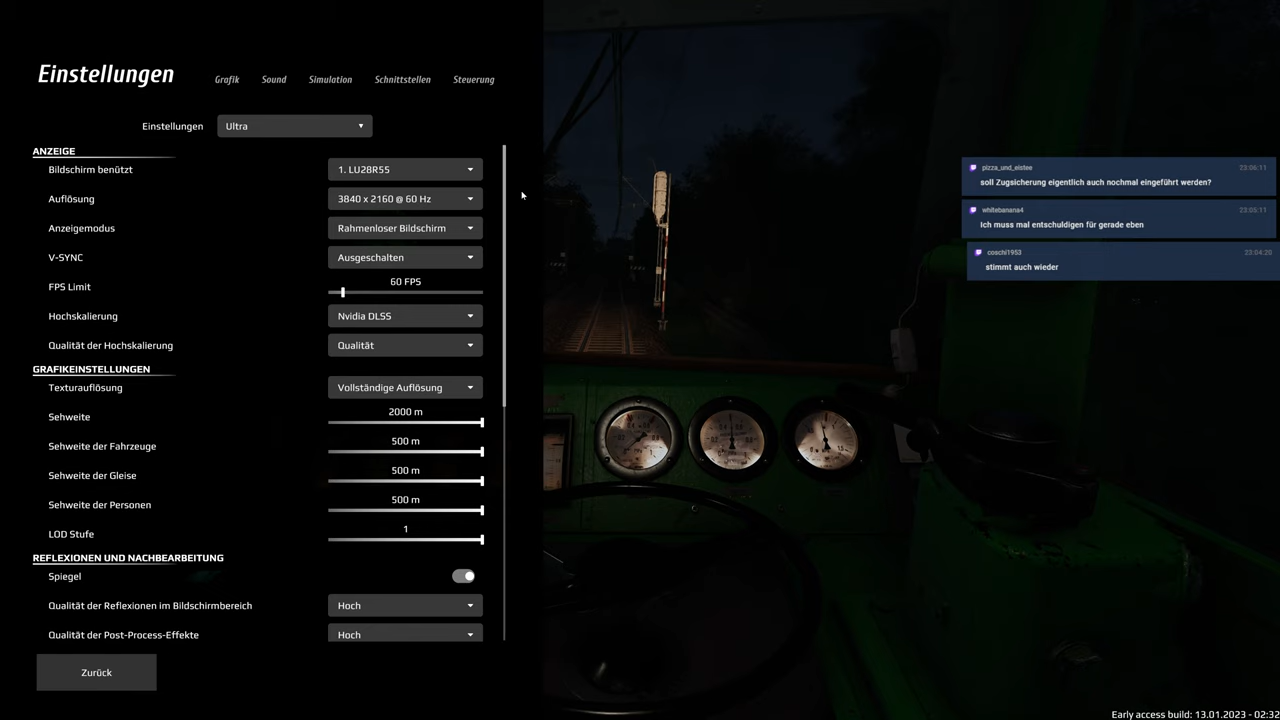 Einstellungen
Grafik
Sound
Simulation
Schnittstellen
Steuerung
Einstellungen
Ultra
ANZEIGE
Bildschirm benützt
1. LU28R55
Auflösung
3840 x 2160 @ 60 Hz
Anzeigemodus
Rahmenloser Bildschirm
V-SYNC
Ausgeschalten
FPS Limit
60 FPS
Hochskalierung
Nvidia DLSS
Qualität der Hochskalierung
Qualität
GRAFIKEINSTELLUNGEN
Texturauflösung
Vollständige Auflösung
Sehweite
2000 m
Sehweite der Fahrzeuge
500 m
Sehweite der Gleise
500 m
Sehweite der Personen
500 m
LOD Stufe
1
REFLEXIONEN UND NACHBEARBEITUNG
Spiegel
Qualität der Reflexionen im Bildschirmbereich
Hoch
Qualität der Post-Process-Effekte
Hoch
Zurück
pizza_und_eistee
23:06:11
soll Zugsicherung eigentlich auch nochmal eingeführt werden?
whitebanana4
23:05:11
Ich muss mal entschuldigen für gerade eben
coschi1953
23:04:20
stimmt auch wieder
Early access build: 13.01.2023 - 02:32